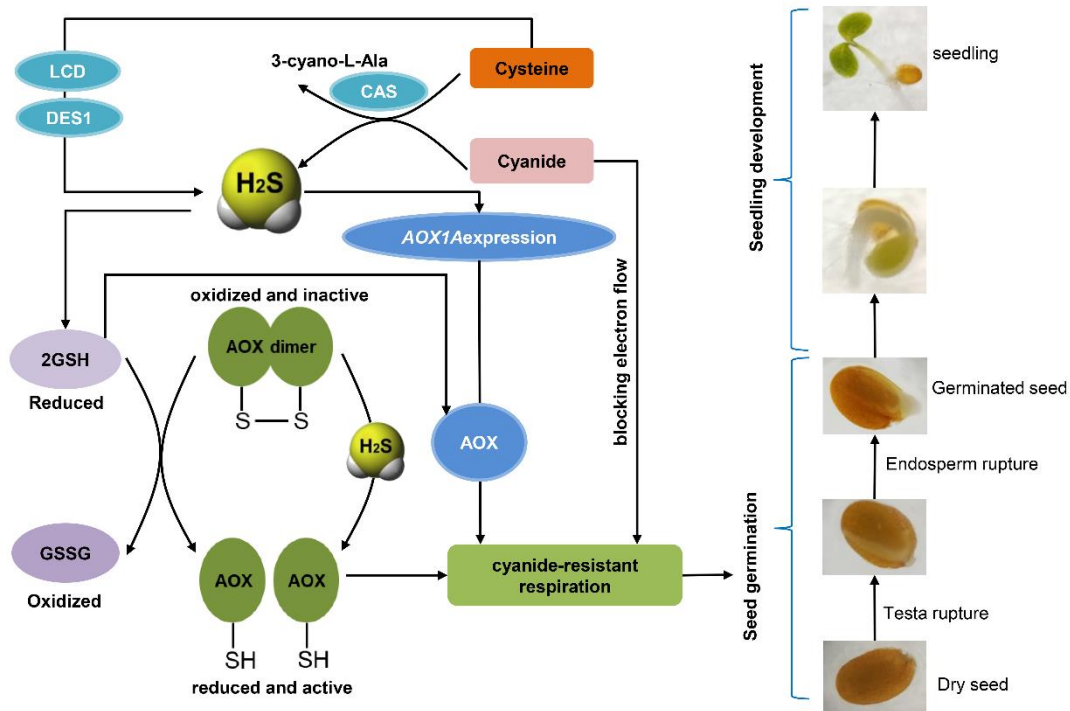 LCD
DES1
3-cyano-L-Ala
CAS
Cysteine
Cyanide
H2S
AOX1Aexpression
blocking electron flow
oxidized and inactive
AOX dimer
S S
2GSH
Reduced
H2S
AOX
GSSG
Oxidized
AOX
AOX
SH
SH
reduced and active
cyanide-resistant
respiration
Seedling development
Seed germination
seedling
Germinated seed
Endosperm rupture
Testa rupture
Dry seed